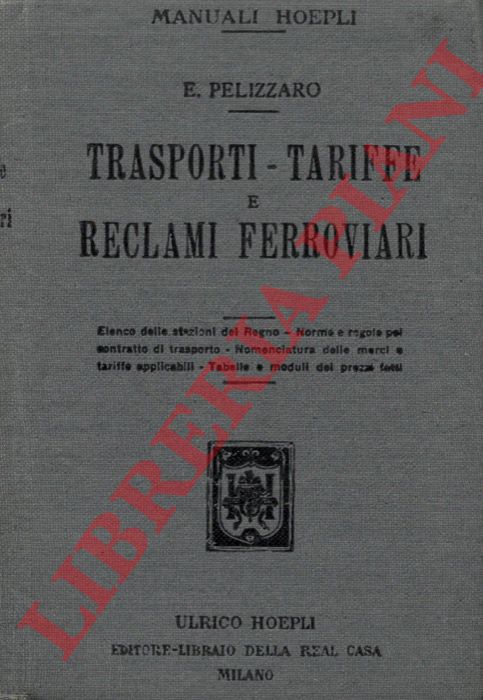 MANUALI HOEPLI
E. PELIZZARO
TRASPORTI - TARIFFE
E
RECLAMI FERROVIARI
Elenco delle stazioni del Regno - Norme e regole pel
contratto di trasporto - Nomenclatura delle merci e
tariffe applicabili - Tabelle e moduli dei prezzi fatti
ULRICO HOEPLI
EDITORE-LIBRAIO DELLA REAL CASA
MILANO
e
ri
LIBRERIA PIANI